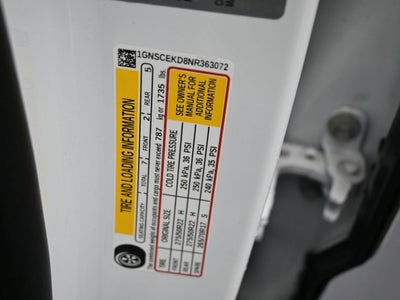 1GNSCEKD8NR363072
TIRE AND LOADING INFORMATION
SEATING CAPACITY TOTAL 7 FRONT 2 REAR 5
The combined weight of occupants and cargo must never exceed 787 kg or 1735 lbs.
TIRE ORIGINAL SIZE COLD TIRE PRESSURE
FRONT 275/50R22 H 250 kPa, 36 PSI
REAR 275/50R22 H 250 kPa, 36 PSI
SPARE 265/70R17 S 240 kPa, 35 PSI
SEE OWNER'S
MANUAL FOR
ADDITIONAL
INFORMATION